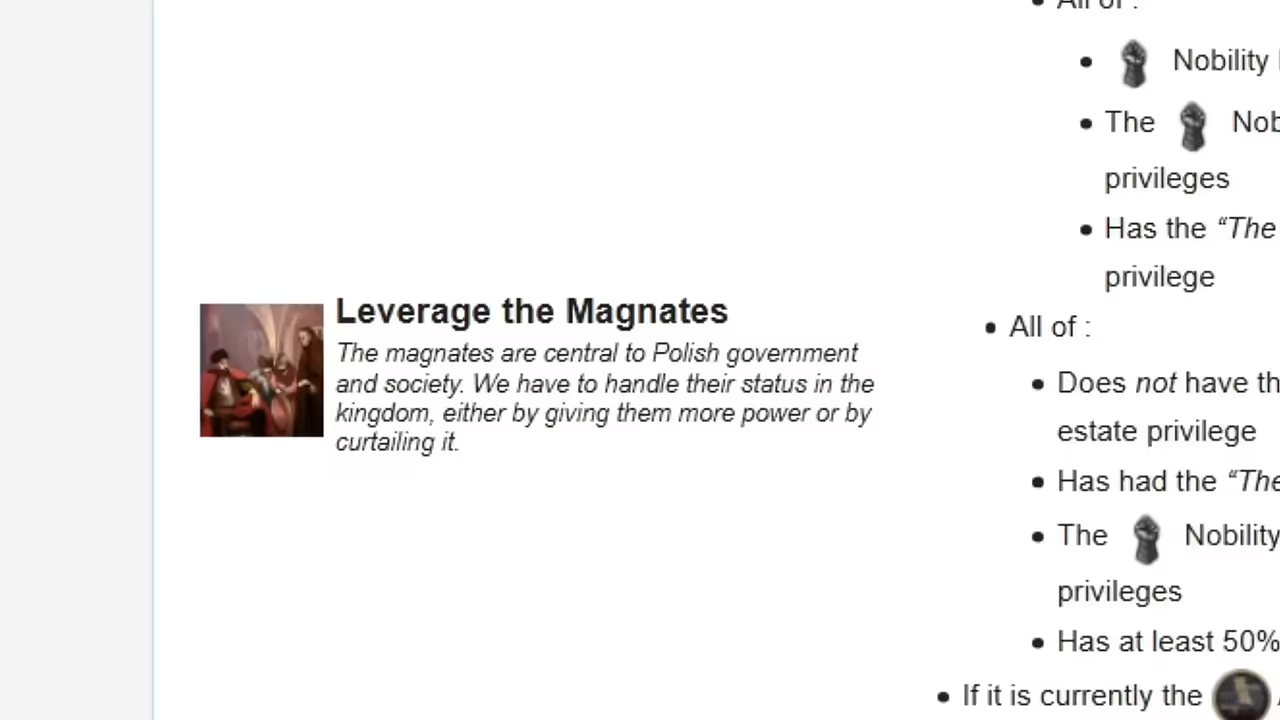 All of :
Nobility
The Nob
privileges
Has the “The
privilege
Leverage the Magnates
The magnates are central to Polish government
and society. We have to handle their status in the
kingdom, either by giving them more power or by
curtailing it.
All of :
Does not have th
estate privilege
Has had the “The
The Nobility
privileges
Has at least 50%
If it is currently the